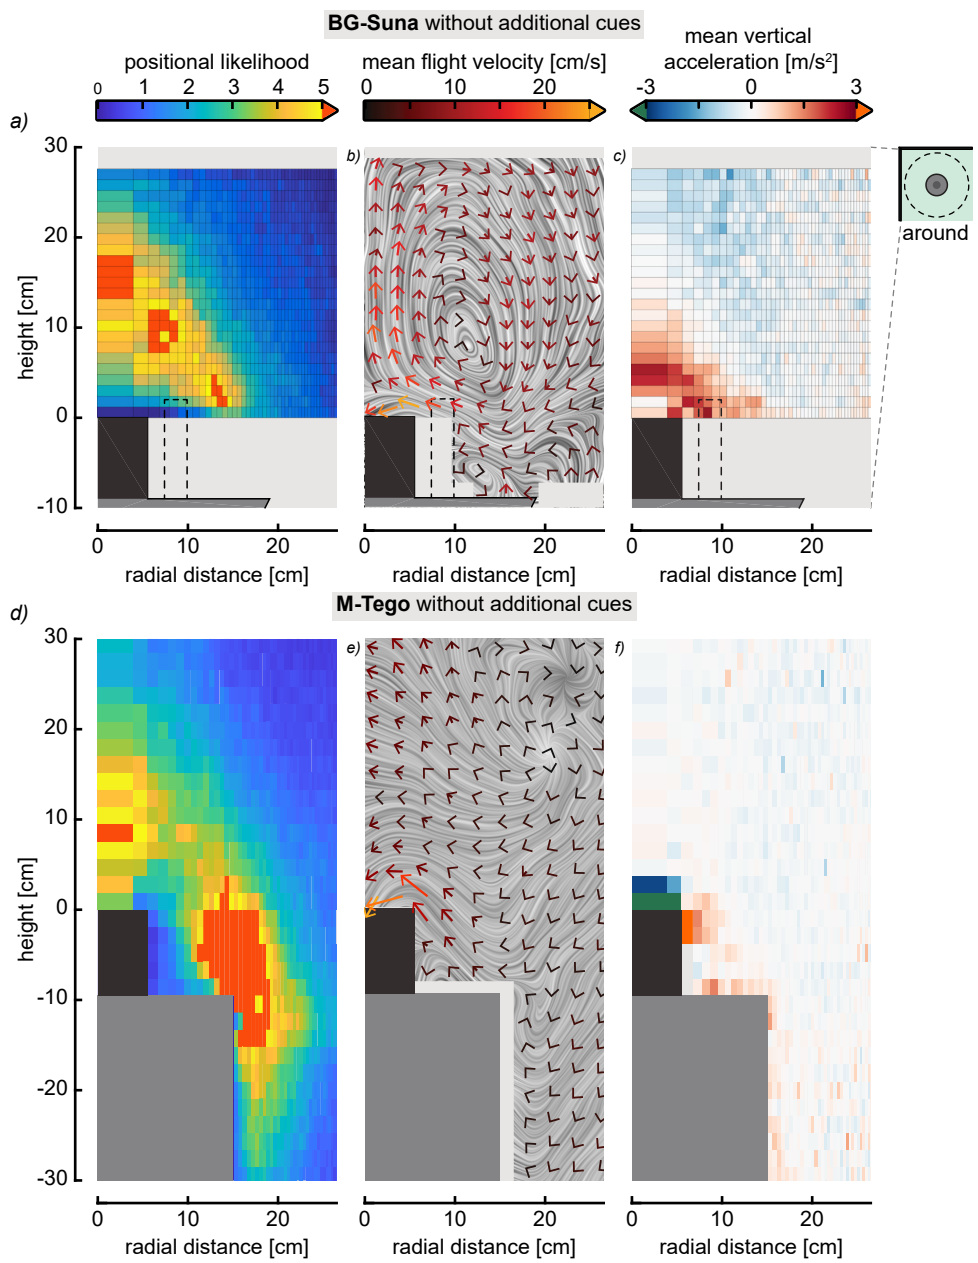 BG-Suna without additional cues
positional likelihood
0 1 2 3 4 5
mean flight velocity [cm/s]
0 10 20
mean vertical
acceleration [m/s²]
-3 0 3
a)
b)
c)
30
20
10
0
-10
height [cm]
around
0 10 20
radial distance [cm]
0 10 20
radial distance [cm]
0 10 20
radial distance [cm]
M-Tego without additional cues
d)
e)
f)
30
20
10
0
-10
-20
-30
height [cm]
0 10 20
radial distance [cm]
0 10 20
radial distance [cm]
0 10 20
radial distance [cm]